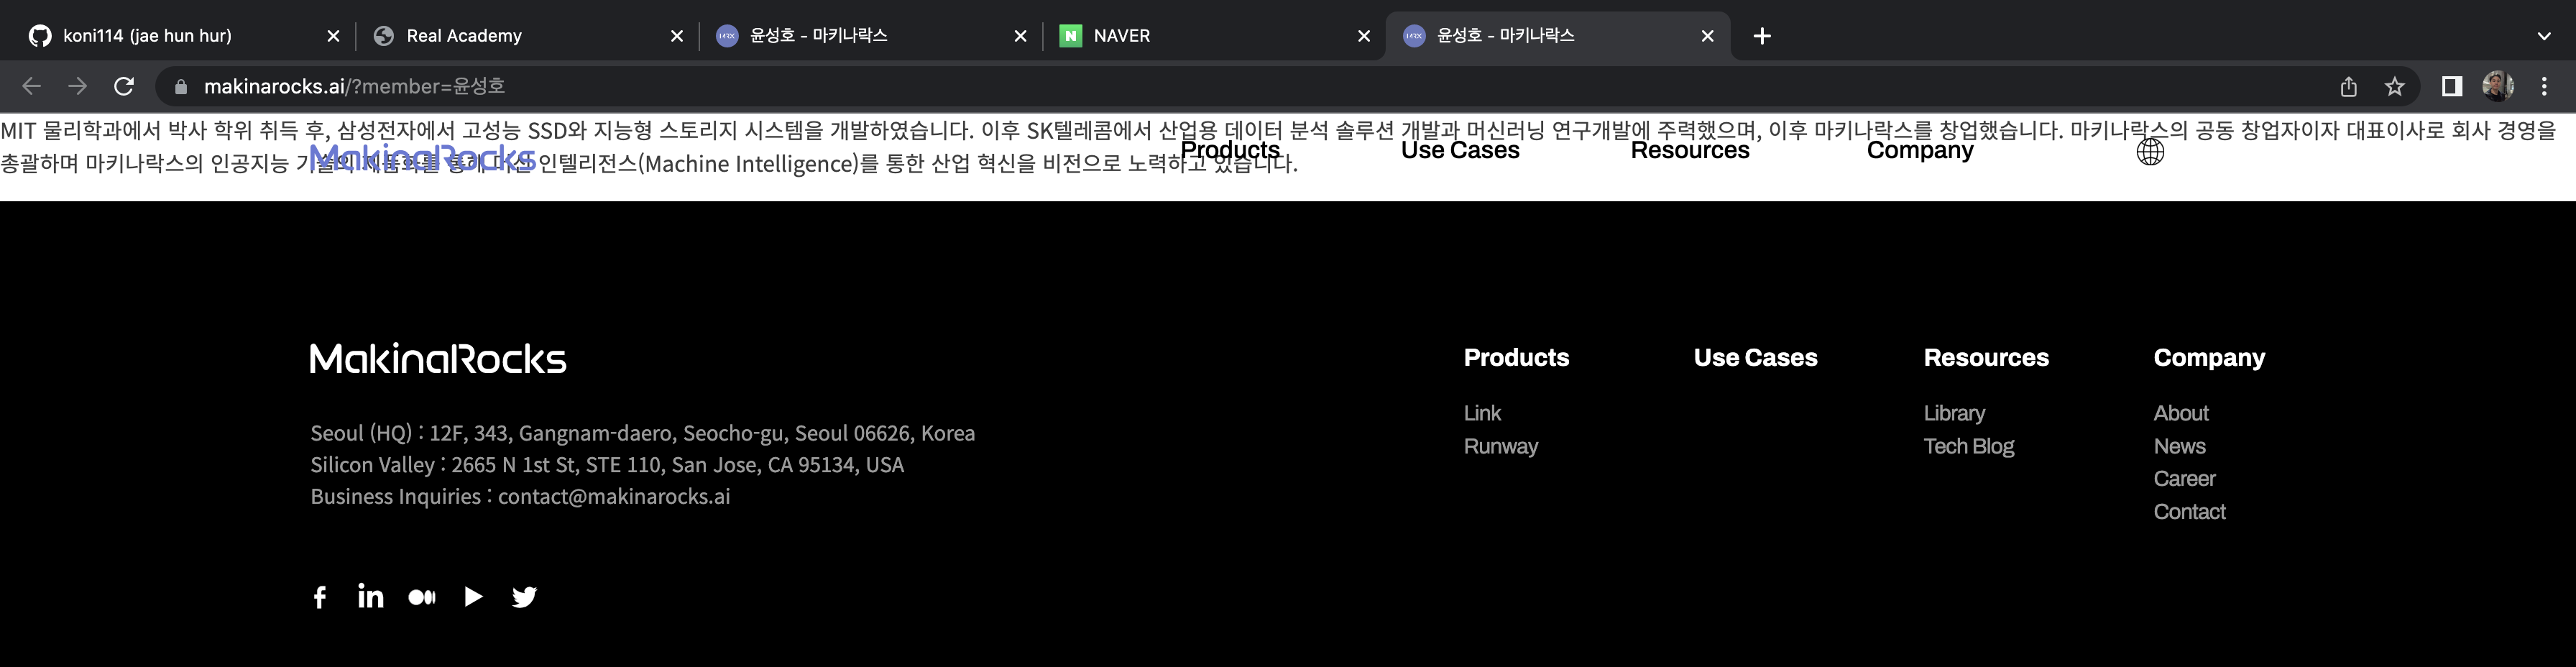 koni114 (jae hun hur)
Real Academy
윤성호 - 마키나락스
NAVER
윤성호 - 마키나락스
makinarocks.ai/?member=윤성호
MIT 물리학과에서 박사 학위 취득 후, 삼성전자에서 고성능 SSD와 지능형 스토리지 시스템을 개발하였습니다. 이후 SK텔레콤에서 산업용 데이터 분석 솔루션 개발과 머신러닝 연구개발에 주력했으며, 이후 마키나락스를 창업했습니다. 마키나락스의 공동 창업자이자 대표이사로 회사 경영을
총괄하며 마키나락스의 인공지능 기술의 제품화를 통해 머신 인텔리전스(Machine Intelligence)를 통한 산업 혁신을 비전으로 노력하고 있습니다.
MakinaRocks
Products
Use Cases
Resources
Company
MakinaRocks
Seoul (HQ) : 12F, 343, Gangnam-daero, Seocho-gu, Seoul 06626, Korea
Silicon Valley : 2665 N 1st St, STE 110, San Jose, CA 95134, USA
Business Inquiries : contact@makinarocks.ai
Products
Link
Runway
Use Cases
Resources
Library
Tech Blog
Company
About
News
Career
Contact